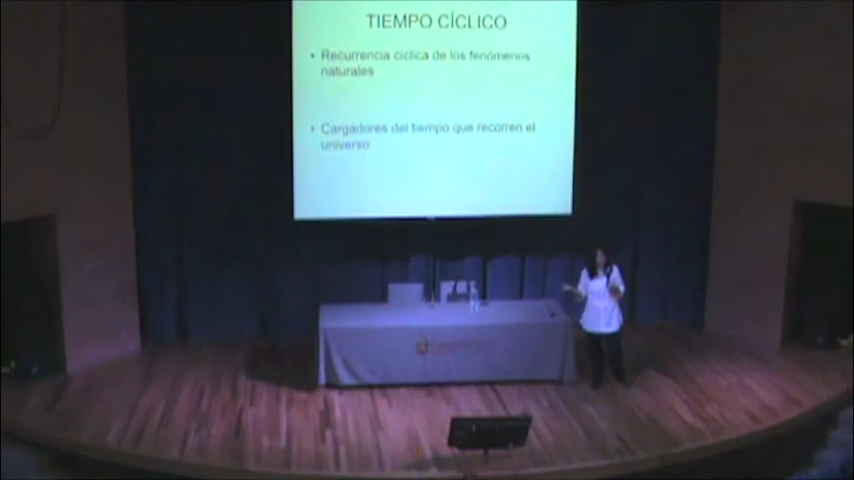 TIEMPO CÍCLICO
• Recurrencia cíclica de los fenómenos
naturales
• Cargadores del tiempo que recorren el
universo